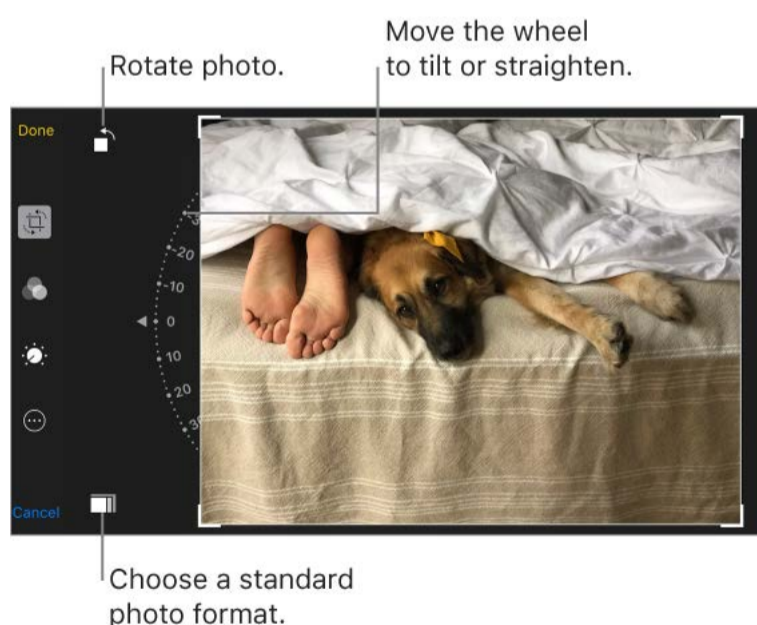 Move the wheel
to tilt or straighten.
Rotate photo.
Done
-20
-10
0
10
20
Cancel
Choose a standard
photo format.